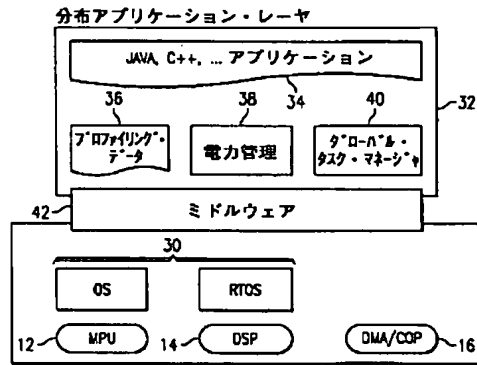 分布アプリケーション・レーヤ
JAVA, C++, ... アプリケーション
34
36
38
40
32
プロファイリング・
データ
電力管理
グローバル・
タスク・マネージャ
42
ミドルウェア
30
OS
RTOS
12
MPU
14
DSP
DMA/COP
16